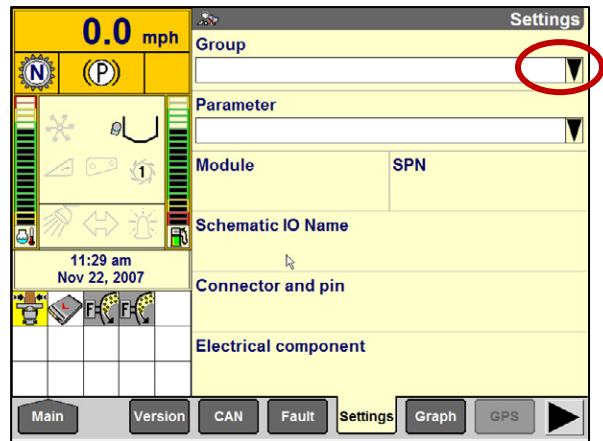 0.0 mph
Settings
Group
N
(P)
Parameter
1
Module
SPN
Schematic IO Name
11:29 am
Nov 22, 2007
Connector and pin
F
F
Electrical component
Main
Version
CAN
Fault
Settings
Graph
GPS